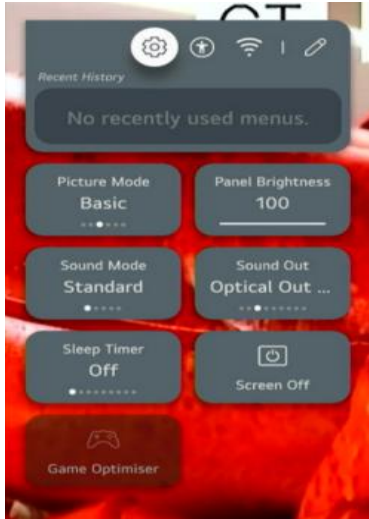 Recent History
No recently used menus.
Picture Mode
Basic
Panel Brightness
100
Sound Mode
Standard
Sound Out
Optical Out ...
Sleep Timer
Off
Screen Off
Game Optimiser